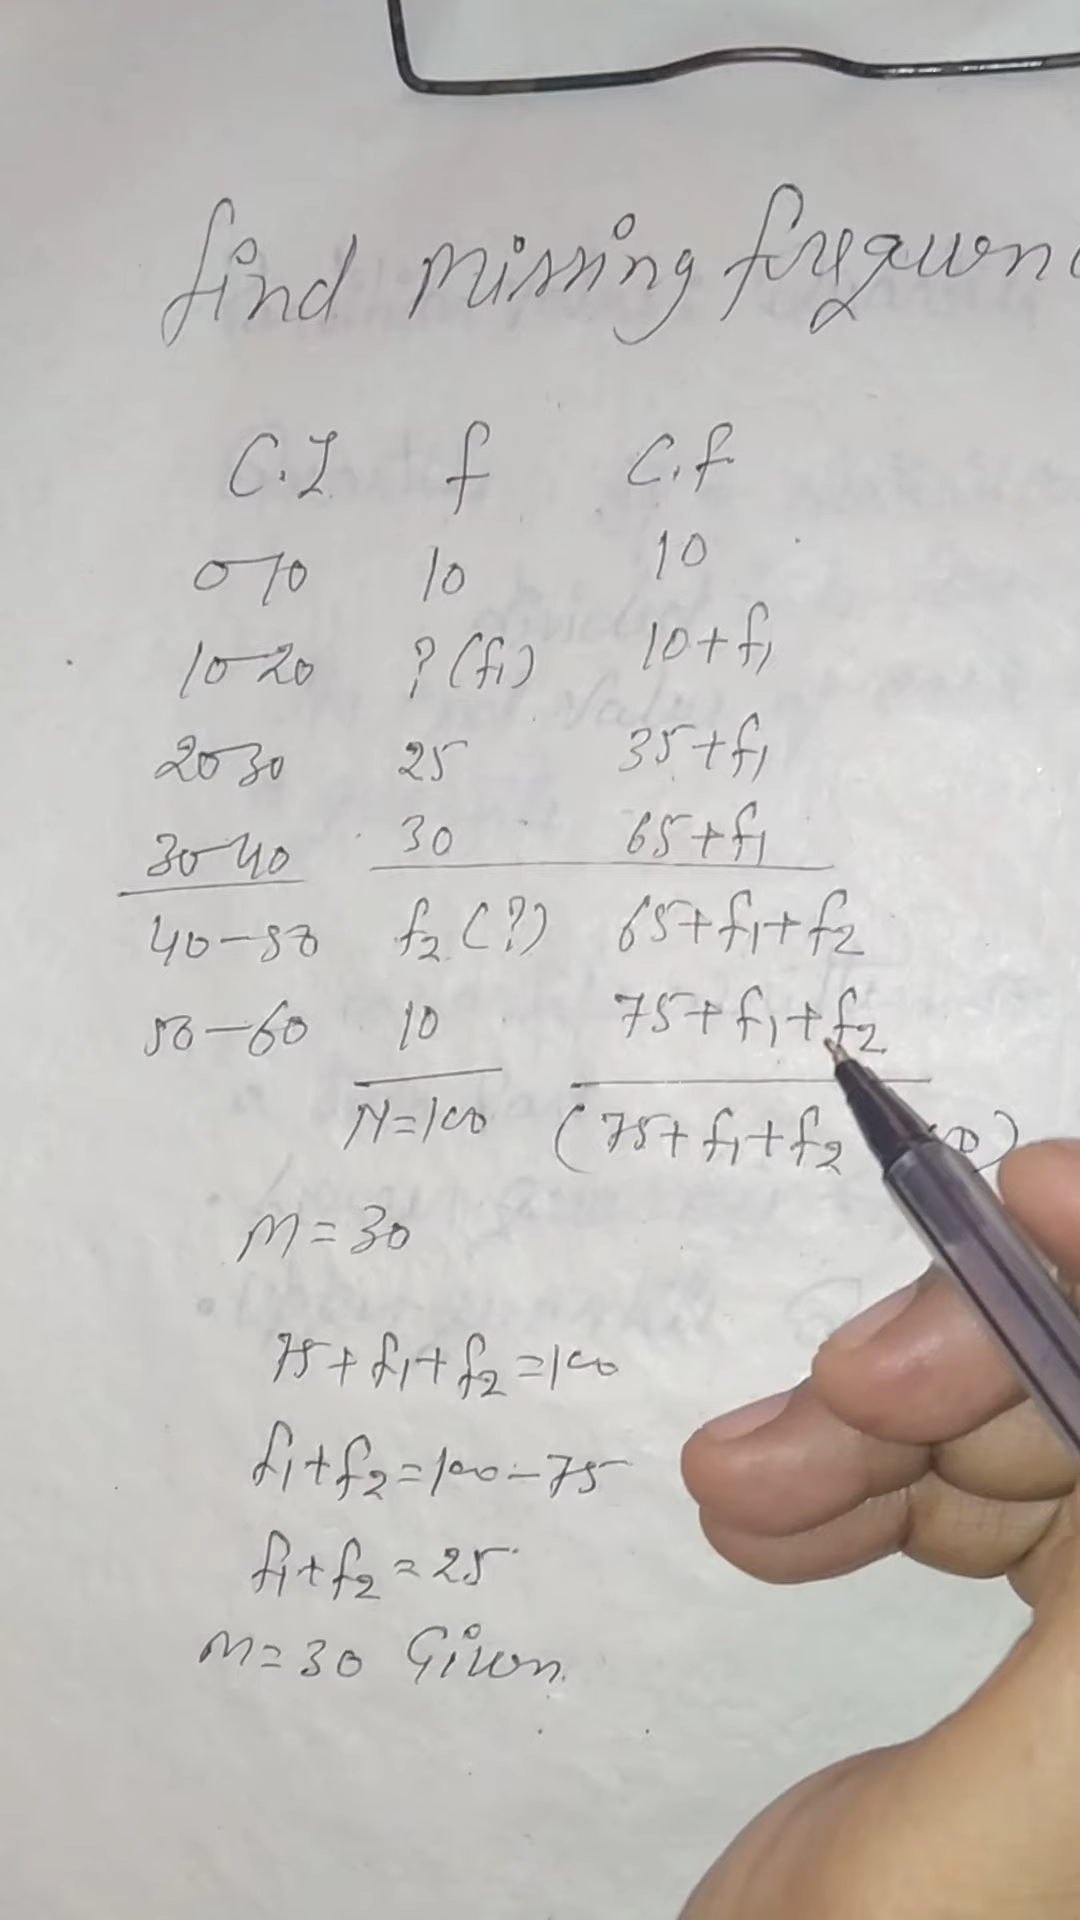 find missing frequen
C.I f C.f
0-10 10 10
10-20 ?(f1) 10+f1
20-30 25 35+f1
30-40 30 65+f1
40-50 f2(?) 65+f1+f2
50-60 10 75+f1+f2
N=100 (75+f1+f2 0)
M=30
75+f1+f2=100
f1+f2=100-75
f1+f2=25
M=30 Given